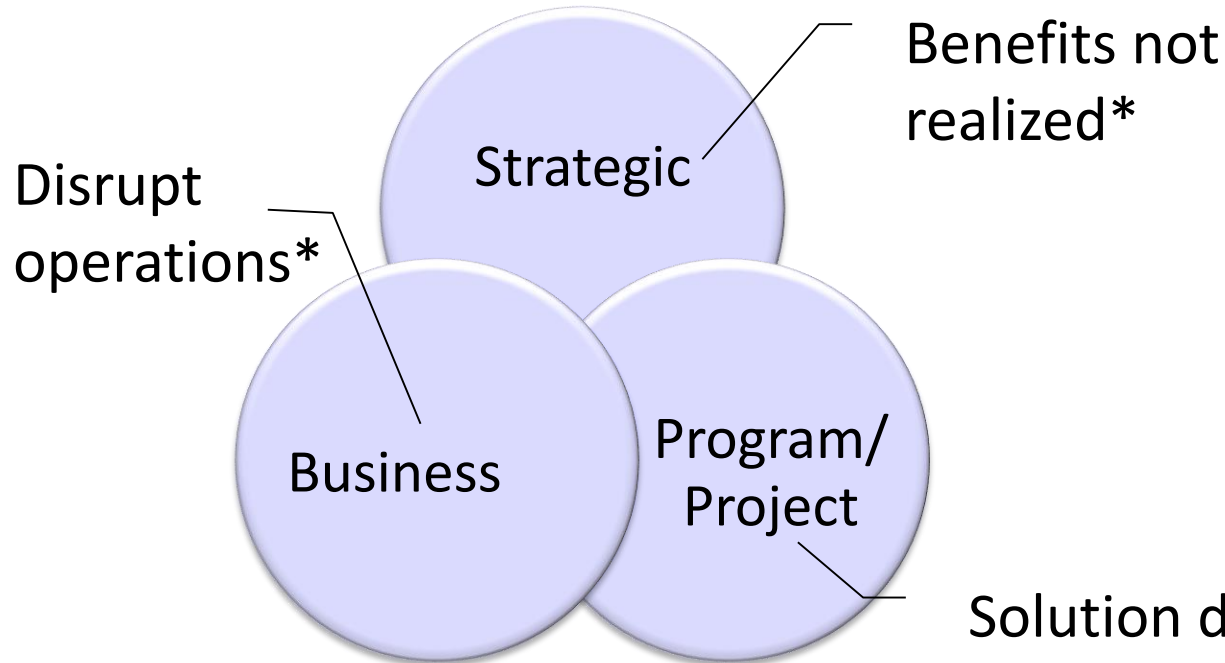 Benefits not
realized*
Strategic
Disrupt
operations*
Business
Program/
Project
Solution